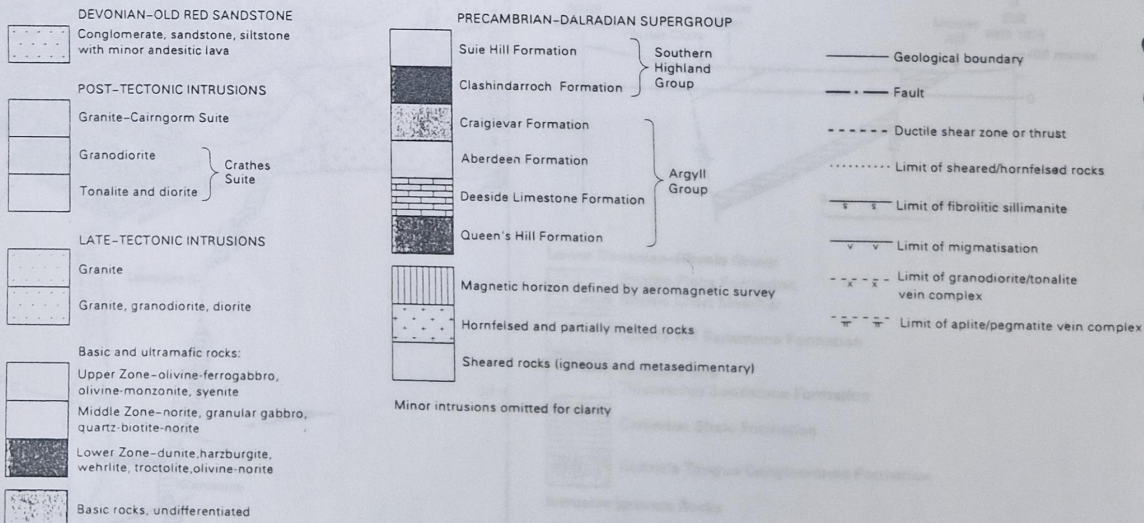 DEVONIAN-OLD RED SANDSTONE
Conglomerate, sandstone, siltstone
with minor andesitic lava
POST-TECTONIC INTRUSIONS
Granite-Cairngorm Suite
Granodiorite
Tonalite and diorite
Crathes
Suite
LATE-TECTONIC INTRUSIONS
Granite
Granite, granodiorite, diorite
Basic and ultramafic rocks:
Upper Zone-olivine-ferrogabbro,
olivine-monzonite, syenite
Middle Zone-norite, granular gabbro,
quartz-biotite-norite
Lower Zone-dunite, harzburgite,
wehrlite, troctolite, olivine-norite
Basic rocks, undifferentiated
PRECAMBRIAN-DALRADIAN SUPERGROUP
Suie Hill Formation
Clashindarroch Formation
Southern
Highland
Group
Craigievar Formation
Aberdeen Formation
Deeside Limestone Formation
Queen's Hill Formation
Argyll
Group
Magnetic horizon defined by aeromagnetic survey
Hornfelsed and partially melted rocks
Sheared rocks (igneous and metasedimentary)
Minor intrusions omitted for clarity
Geological boundary
Fault
Ductile shear zone or thrust
Limit of sheared/hornfelsed rocks
s s Limit of fibrolitic sillimanite
v v Limit of migmatisation
x x Limit of granodiorite/tonalite
vein complex
π π Limit of aplite/pegmatite vein complex